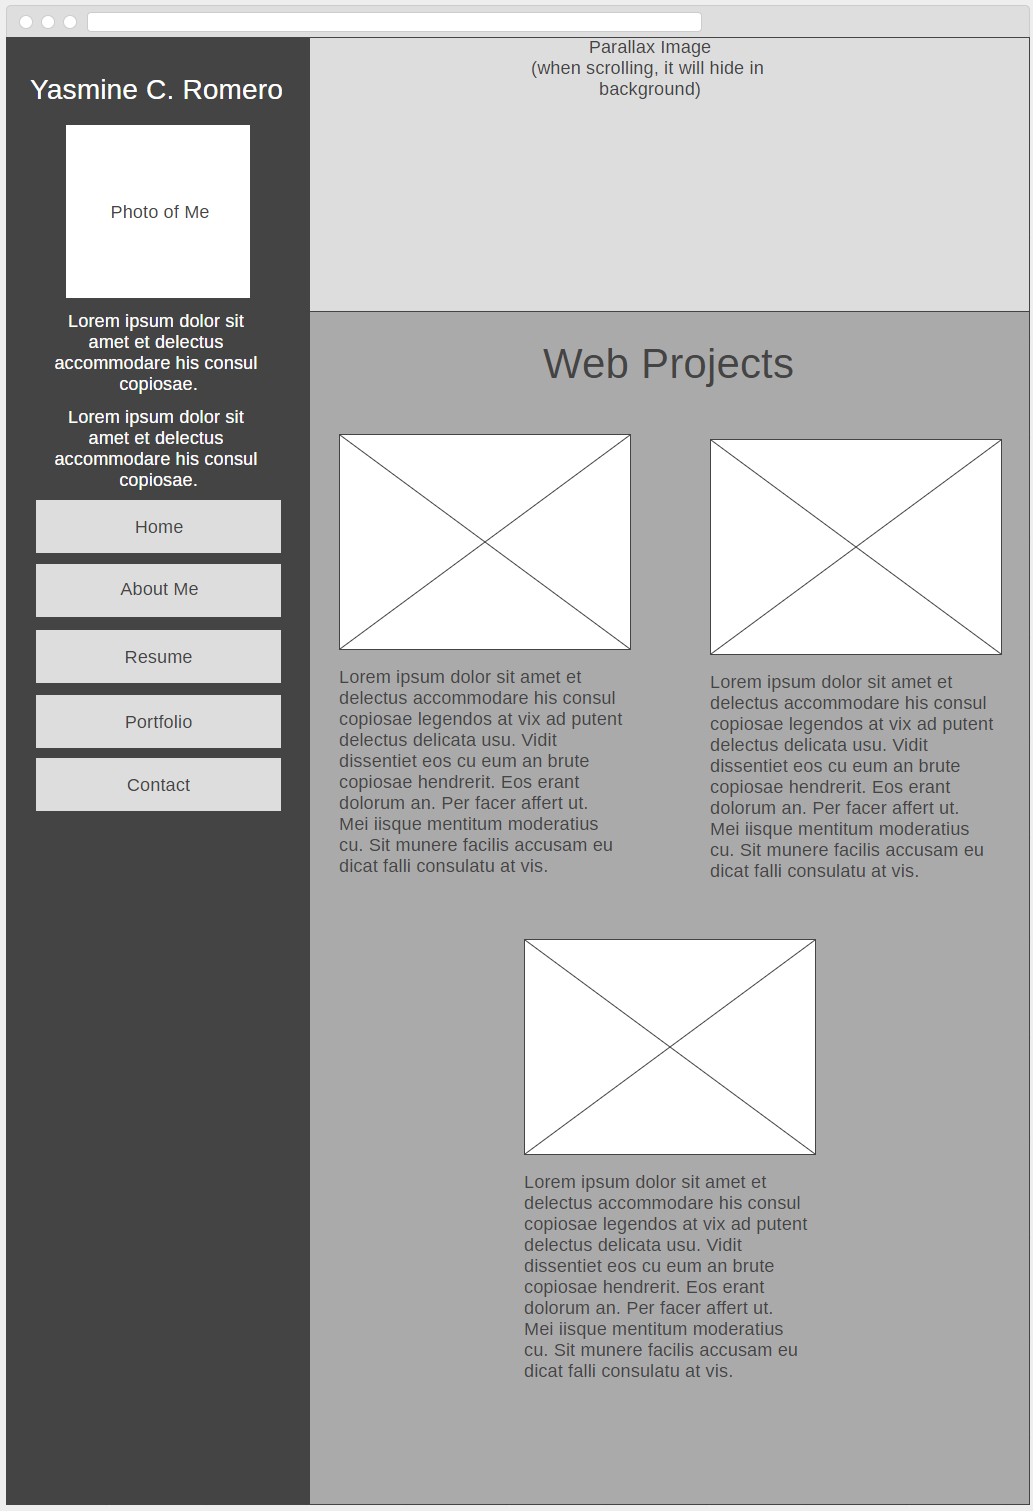 Yasmine C. Romero
Photo of Me
Lorem ipsum dolor sit
amet et delectus
accommodare his consul
copiosae.
Lorem ipsum dolor sit
amet et delectus
accommodare his consul
copiosae.
Home
About Me
Resume
Portfolio
Contact
Parallax Image
(when scrolling, it will hide in
background)
Web Projects
Lorem ipsum dolor sit amet et
delectus accommodare his consul
copiosae legendos at vix ad putent
delectus delicata usu. Vidit
dissentiet eos cu eum an brute
copiosae hendrerit. Eos erant
dolorum an. Per facer affert ut.
Mei iisque mentitum moderatius
cu. Sit munere facilis accusam eu
dicat falli consulatu at vis.
Lorem ipsum dolor sit amet et
delectus accommodare his consul
copiosae legendos at vix ad putent
delectus delicata usu. Vidit
dissentiet eos cu eum an brute
copiosae hendrerit. Eos erant
dolorum an. Per facer affert ut.
Mei iisque mentitum moderatius
cu. Sit munere facilis accusam eu
dicat falli consulatu at vis.
Lorem ipsum dolor sit amet et
delectus accommodare his consul
copiosae legendos at vix ad putent
delectus delicata usu. Vidit
dissentiet eos cu eum an brute
copiosae hendrerit. Eos erant
dolorum an. Per facer affert ut.
Mei iisque mentitum moderatius
cu. Sit munere facilis accusam eu
dicat falli consulatu at vis.